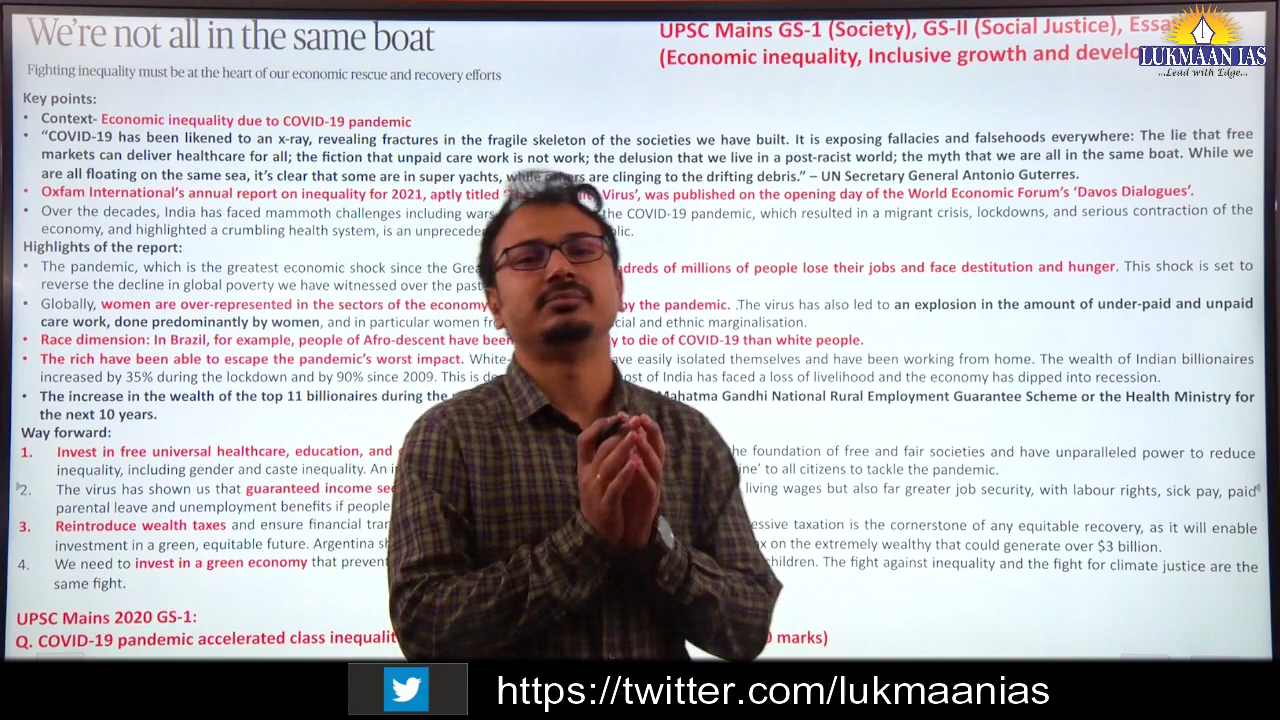 We're not all in the same boat
Fighting inequality must be at the heart of our economic rescue and recovery efforts
UPSC Mains GS-1 (Society), GS-II (Social Justice), Essa
(Economic inequality, Inclusive growth and develo
LUKMAAN IAS
...Lead with Edge...
Key points:
• Context- Economic inequality due to COVID-19 pandemic
• “COVID-19 has been likened to an x-ray, revealing fractures in the fragile skeleton of the societies we have built. It is exposing fallacies and falsehoods everywhere: The lie that free
markets can deliver healthcare for all; the fiction that unpaid care work is not work; the delusion that we live in a post-racist world; the myth that we are all in the same boat. While we
are all floating on the same sea, it’s clear that some are in super yachts, while others are clinging to the drifting debris.” – UN Secretary General Antonio Guterres.
• Oxfam International’s annual report on inequality for 2021, aptly titled Virus’, was published on the opening day of the World Economic Forum’s ‘Davos Dialogues’.
• Over the decades, India has faced mammoth challenges including wars the COVID-19 pandemic, which resulted in a migrant crisis, lockdowns, and serious contraction of the
economy, and highlighted a crumbling health system, is an unpreceden lic.
Highlights of the report:
• The pandemic, which is the greatest economic shock since the Grea dreds of millions of people lose their jobs and face destitution and hunger. This shock is set to
reverse the decline in global poverty we have witnessed over the past
• Globally, women are over-represented in the sectors of the economy by the pandemic. .The virus has also led to an explosion in the amount of under-paid and unpaid
care work, done predominantly by women, and in particular women fr cial and ethnic marginalisation.
• Race dimension: In Brazil, for example, people of Afro-descent have been y to die of COVID-19 than white people.
• The rich have been able to escape the pandemic’s worst impact. White- ave easily isolated themselves and have been working from home. The wealth of Indian billionaires
increased by 35% during the lockdown and by 90% since 2009. This is de ost of India has faced a loss of livelihood and the economy has dipped into recession.
• The increase in the wealth of the top 11 billionaires during the Mahatma Gandhi National Rural Employment Guarantee Scheme or the Health Ministry for
the next 10 years.
Way forward:
1. Invest in free universal healthcare, education, and he foundation of free and fair societies and have unparalleled power to reduce
inequality, including gender and caste inequality. An i ine’ to all citizens to tackle the pandemic.
2. The virus has shown us that guaranteed income sec living wages but also far greater job security, with labour rights, sick pay, paid
parental leave and unemployment benefits if people
3. Reintroduce wealth taxes and ensure financial tran essive taxation is the cornerstone of any equitable recovery, as it will enable
investment in a green, equitable future. Argentina sh ax on the extremely wealthy that could generate over $3 billion.
4. We need to invest in a green economy that preven children. The fight against inequality and the fight for climate justice are the
same fight.
UPSC Mains 2020 GS-1:
Q. COVID-19 pandemic accelerated class inequalit marks)
https://twitter.com/lukmaanias